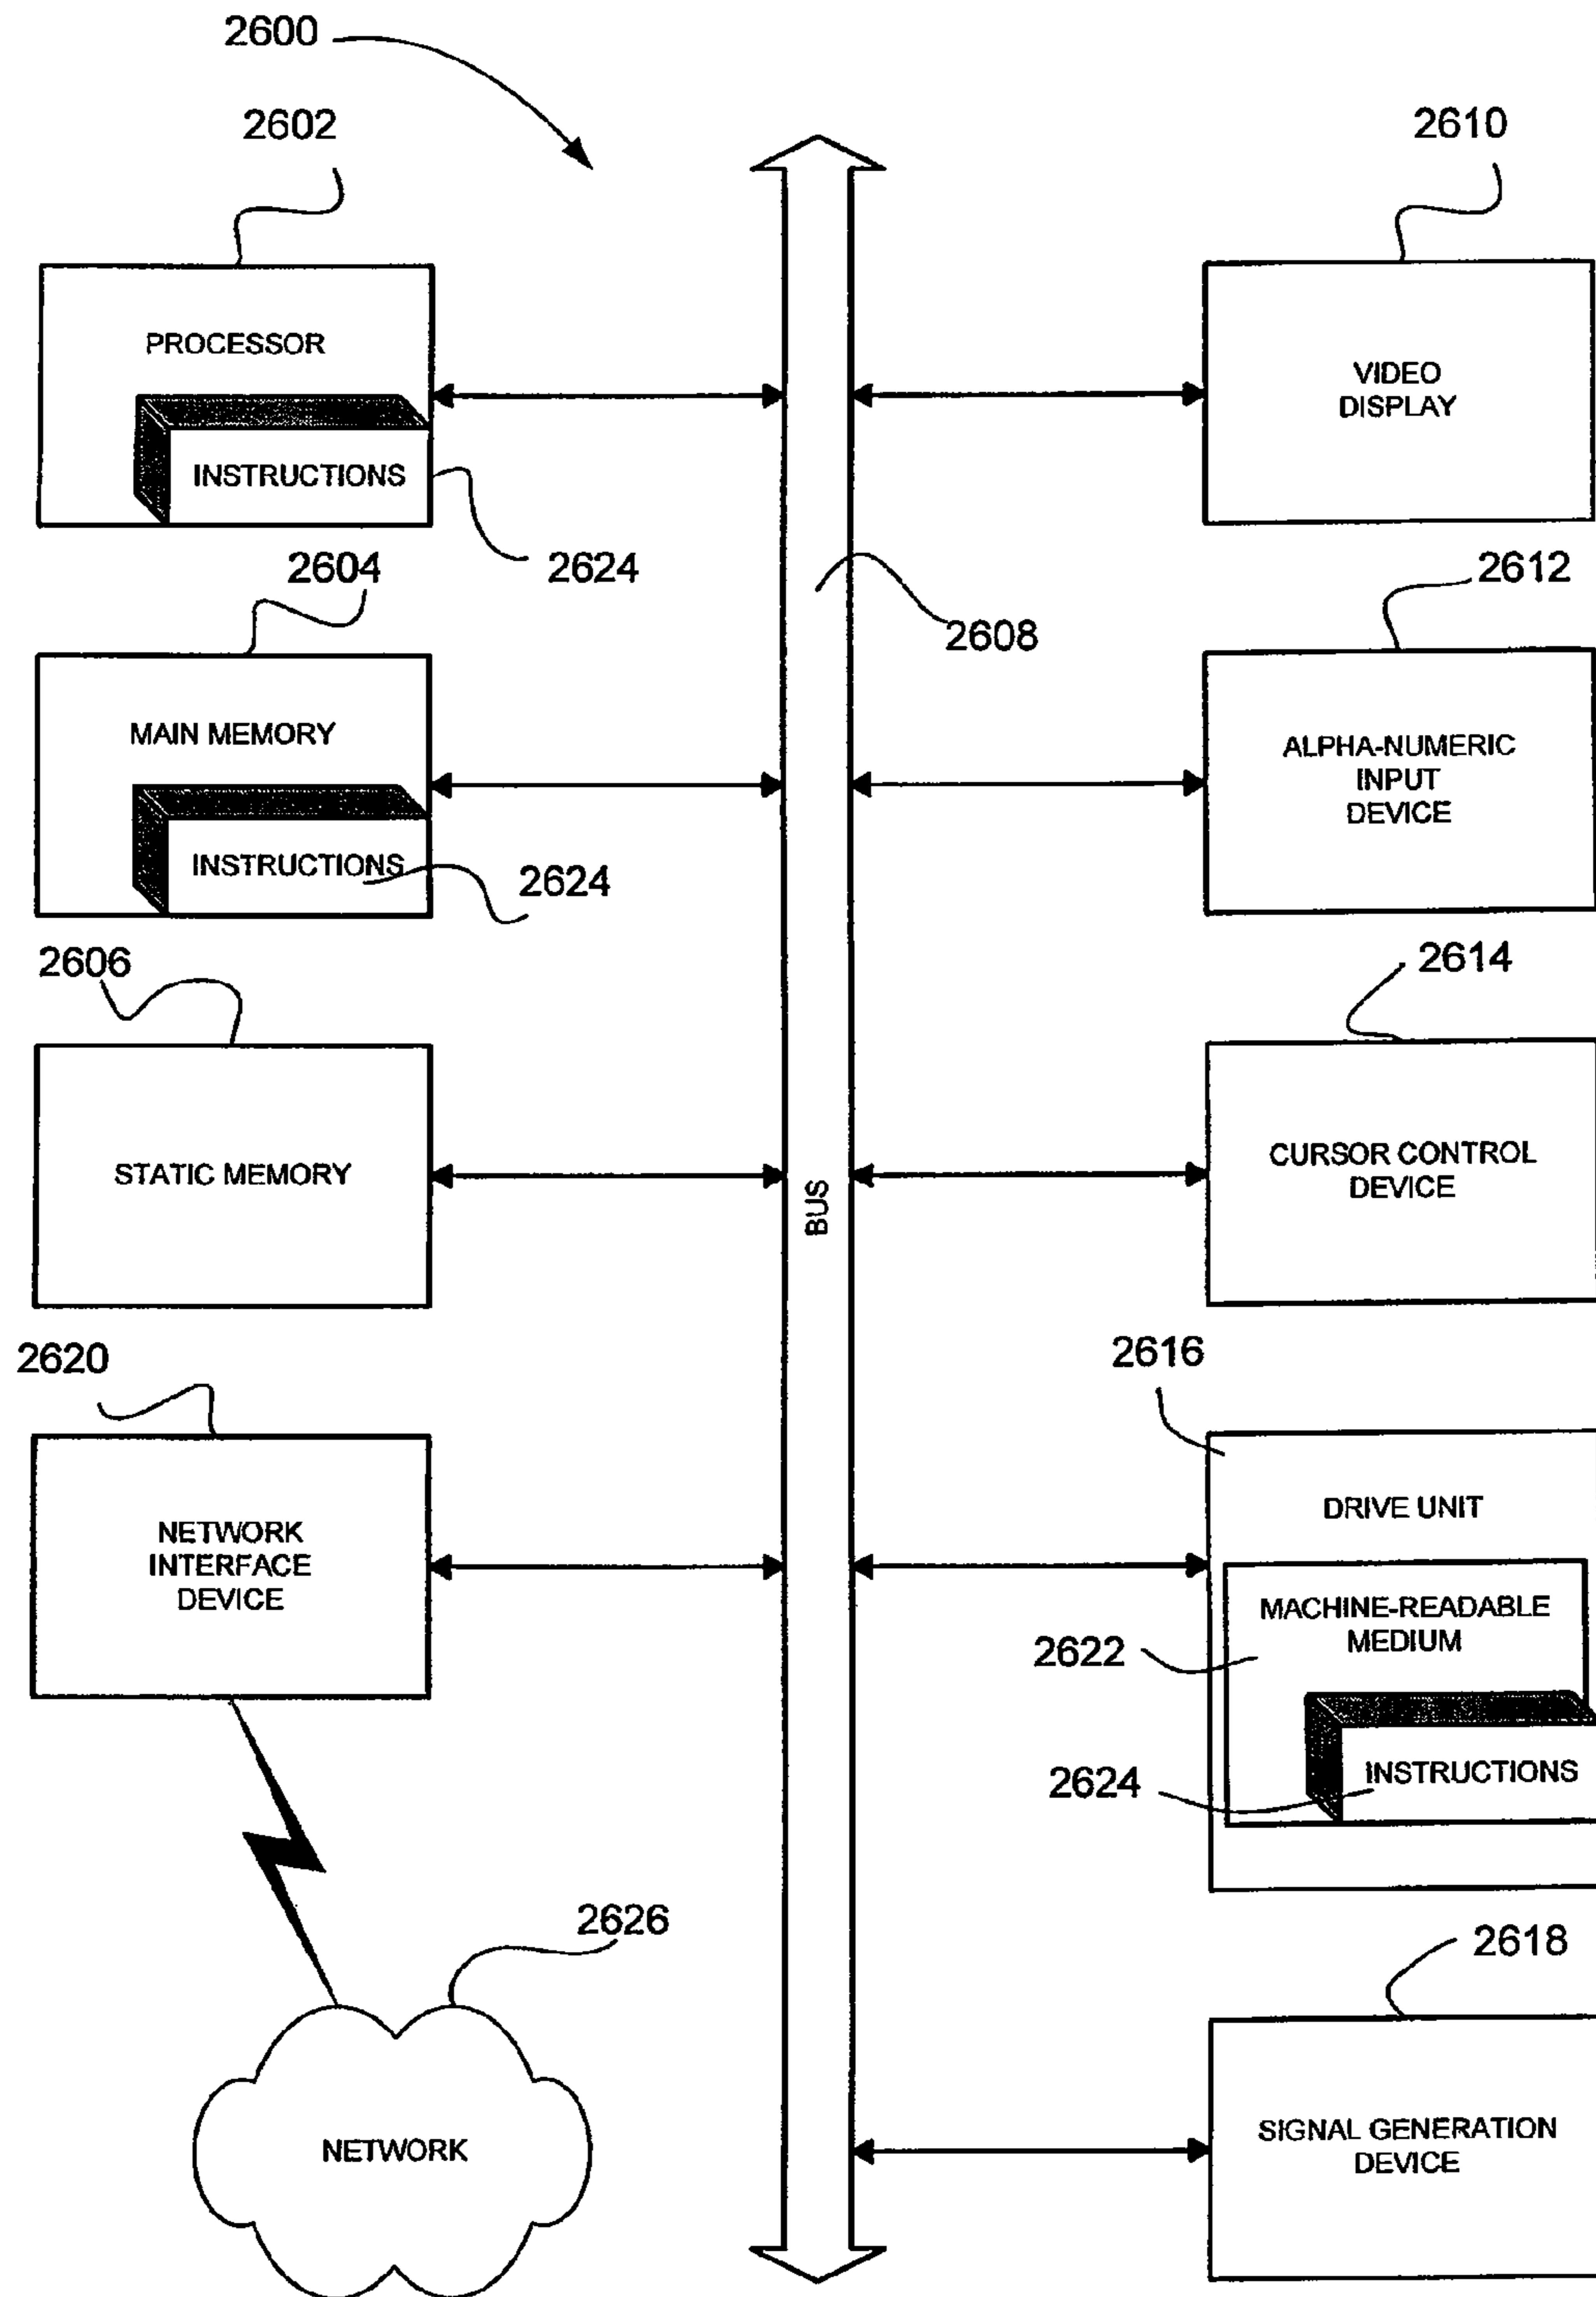 2600
2602
2610
PROCESSOR
INSTRUCTIONS
VIDEO
DISPLAY
2604
2624
2612
2608
MAIN MEMORY
INSTRUCTIONS
2624
ALPHA-NUMERIC
INPUT
DEVICE
2606
2614
STATIC MEMORY
BUS
CURSOR CONTROL
DEVICE
2620
2616
NETWORK
INTERFACE
DEVICE
DRIVE UNIT
MACHINE-READABLE
MEDIUM
2622
INSTRUCTIONS
2624
2626
2618
NETWORK
SIGNAL GENERATION
DEVICE